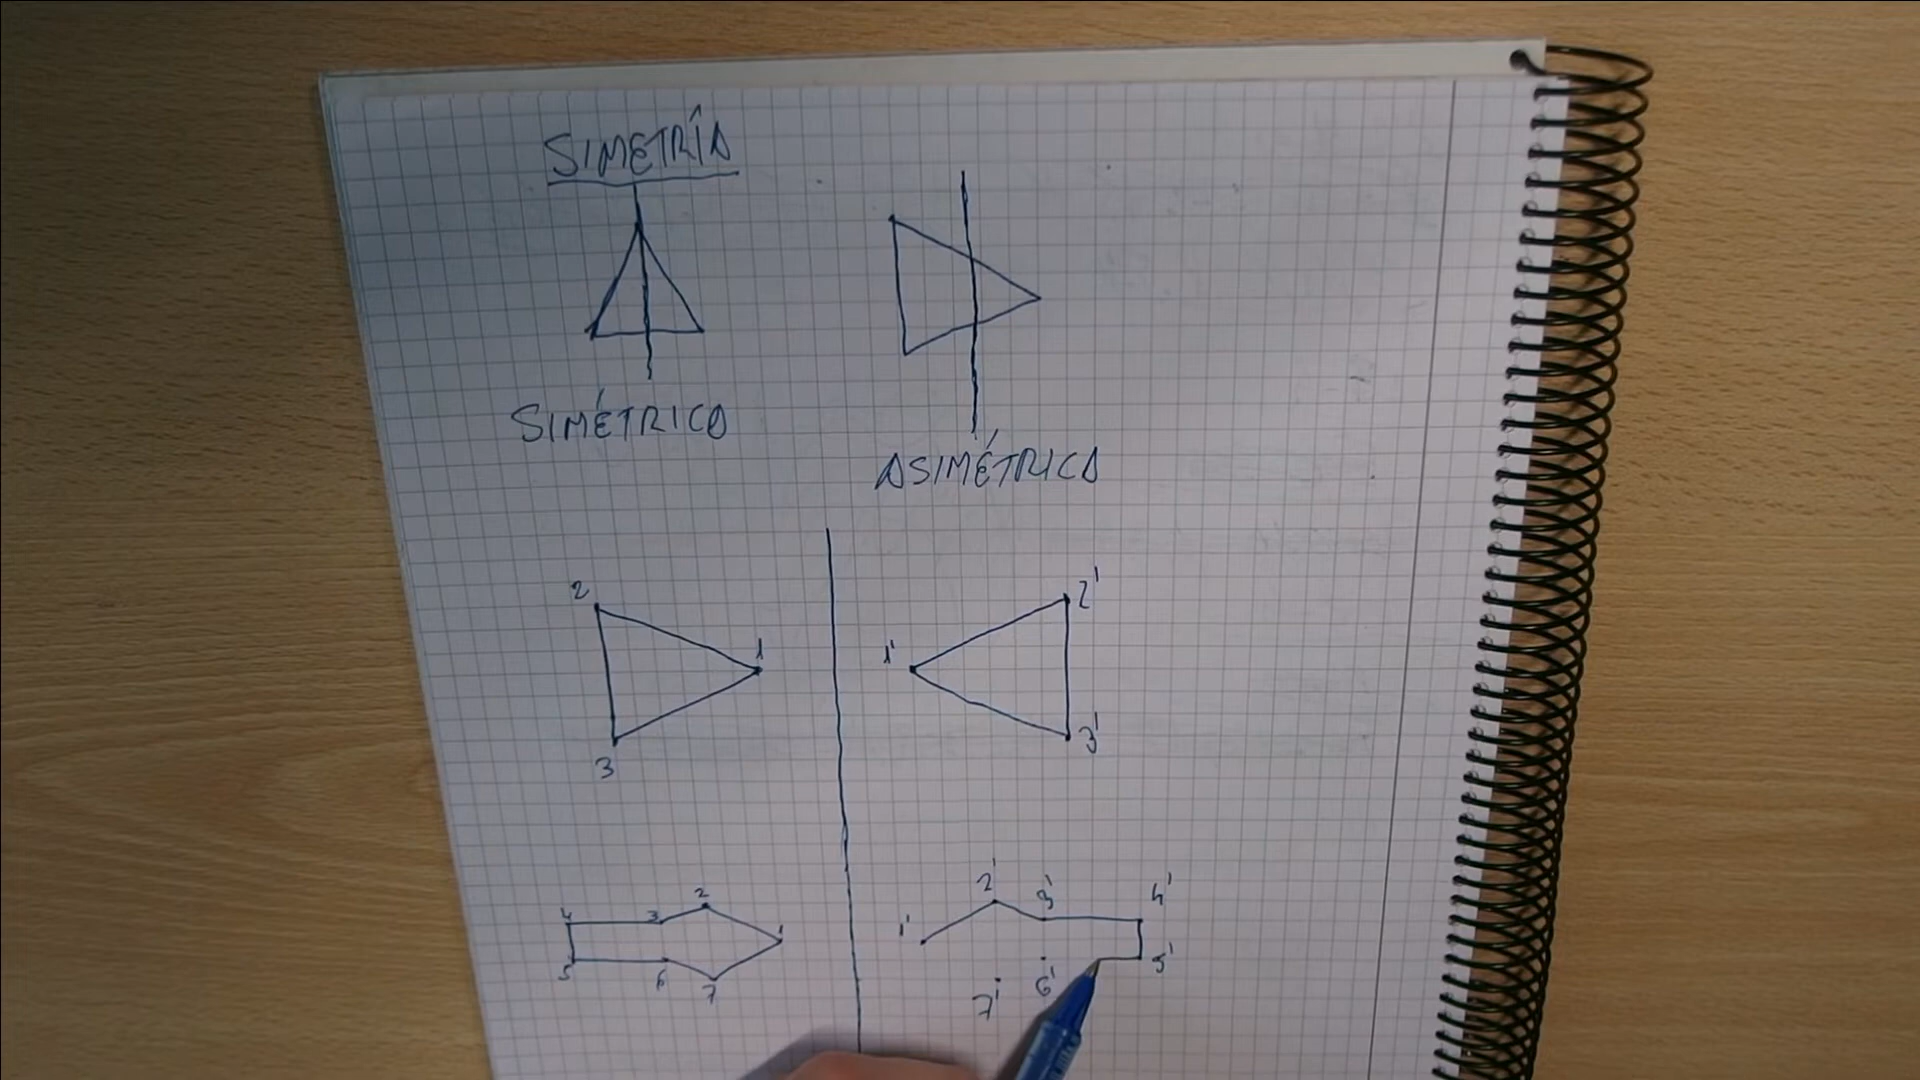 SIMETRÍA
SIMÉTRICO
ASIMÉTRICO
2 2'
1 1'
3 3'
4 3 2 1
5 6 7
1' 2' 3' 4'
7' 6' 5'